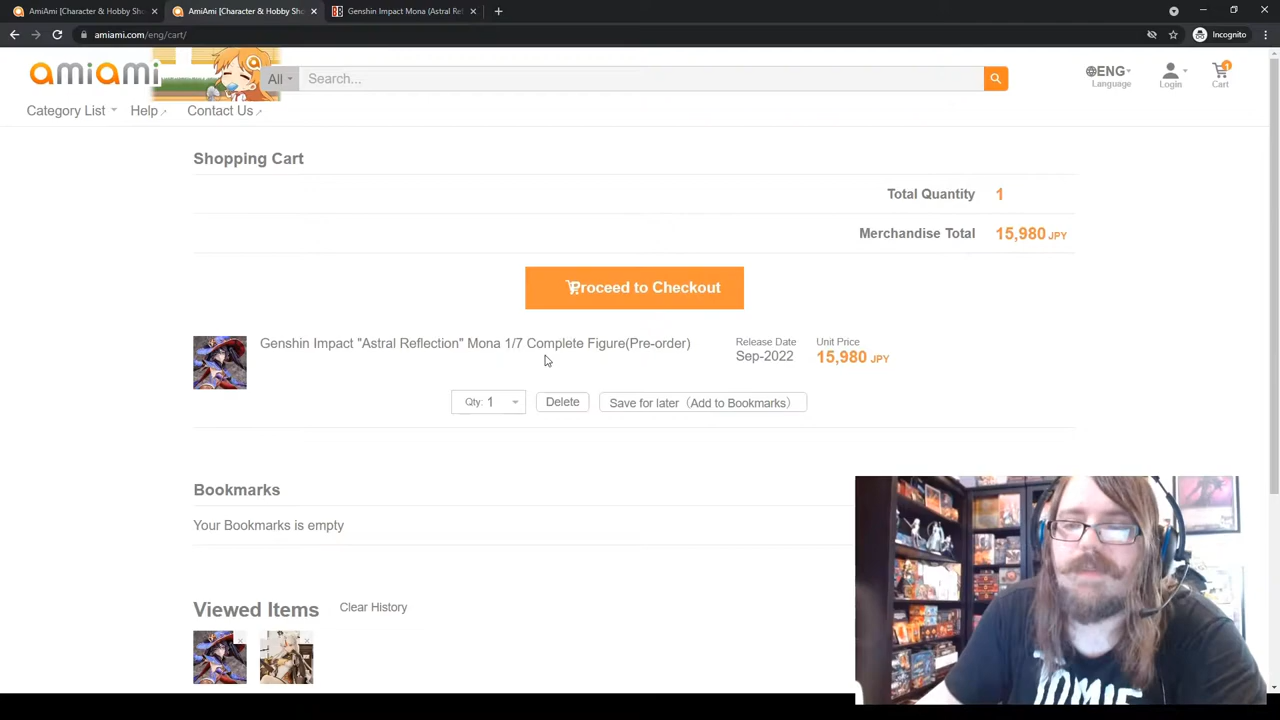 AmiAmi [Character & Hobby Sho
AmiAmi [Character & Hobby Sho
Genshin Impact Mona (Astral Ref
amiami.com/eng/cart/
Incognito
amiami
All
Search...
ENG
Language
Login
1
Cart
Category List
Help
Contact Us
Shopping Cart
Total Quantity 1
Merchandise Total 15,980 JPY
Proceed to Checkout
Genshin Impact "Astral Reflection" Mona 1/7 Complete Figure(Pre-order)
Release Date
Sep-2022
Unit Price
15,980 JPY
Qty: 1
Delete
Save for later（Add to Bookmarks）
Bookmarks
Your Bookmarks is empty
Viewed Items
Clear History